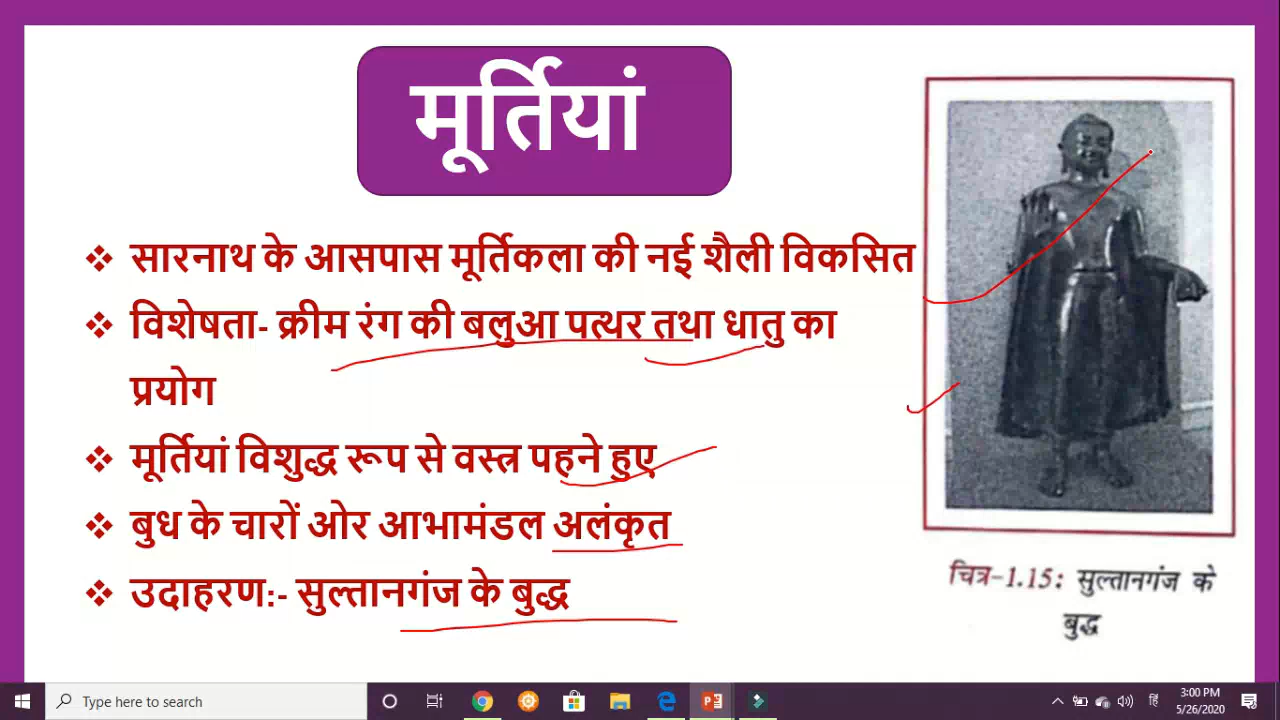 मूर्तियां
❖ सारनाथ के आसपास मूर्तिकला की नई शैली विकसित
❖ विशेषता- क्रीम रंग की बलुआ पत्थर तथा धातु का
प्रयोग
❖ मूर्तियां विशुद्ध रूप से वस्त्र पहने हुए
❖ बुध के चारों ओर आभामंडल अलंकृत
❖ उदाहरण:- सुल्तानगंज के बुद्ध
चित्र-1.15: सुल्तानगंज के
बुद्ध
Type here to search
हिं
3:00 PM
5/26/2020